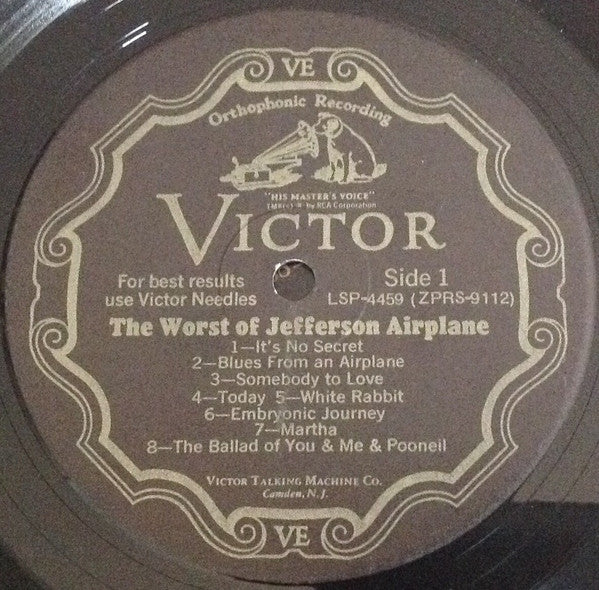 VE
Orthophonic Recording
"HIS MASTER'S VOICE"
TM®(s) ® by RCA Corporation
VICTOR
For best results
use Victor Needles
Side 1
LSP-4459 (ZPRS-9112)
The Worst of Jefferson Airplane
1—It's No Secret
2—Blues From an Airplane
3—Somebody to Love
4—Today 5—White Rabbit
6—Embryonic Journey
7—Martha
8—The Ballad of You & Me & Pooneil
VICTOR TALKING MACHINE CO.
Camden, N.J.
VE